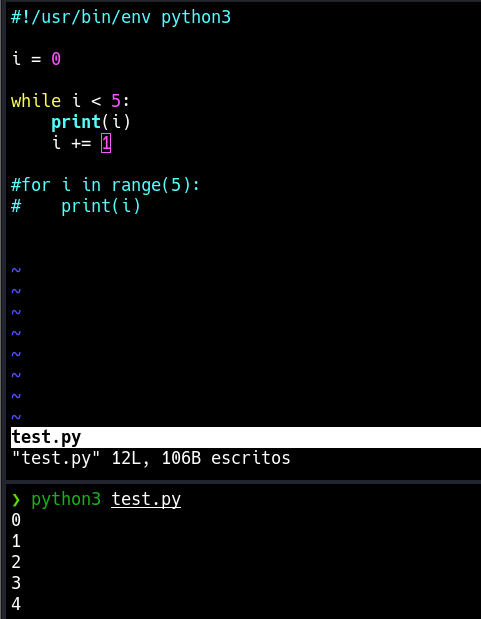 #!/usr/bin/env python3
i = 0
while i < 5:
    print(i)
    i += 1
#for i in range(5):
#    print(i)
~
~
~
~
~
~
~
~
test.py
"test.py" 12L, 106B escritos
❯ python3 test.py
0
1
2
3
4